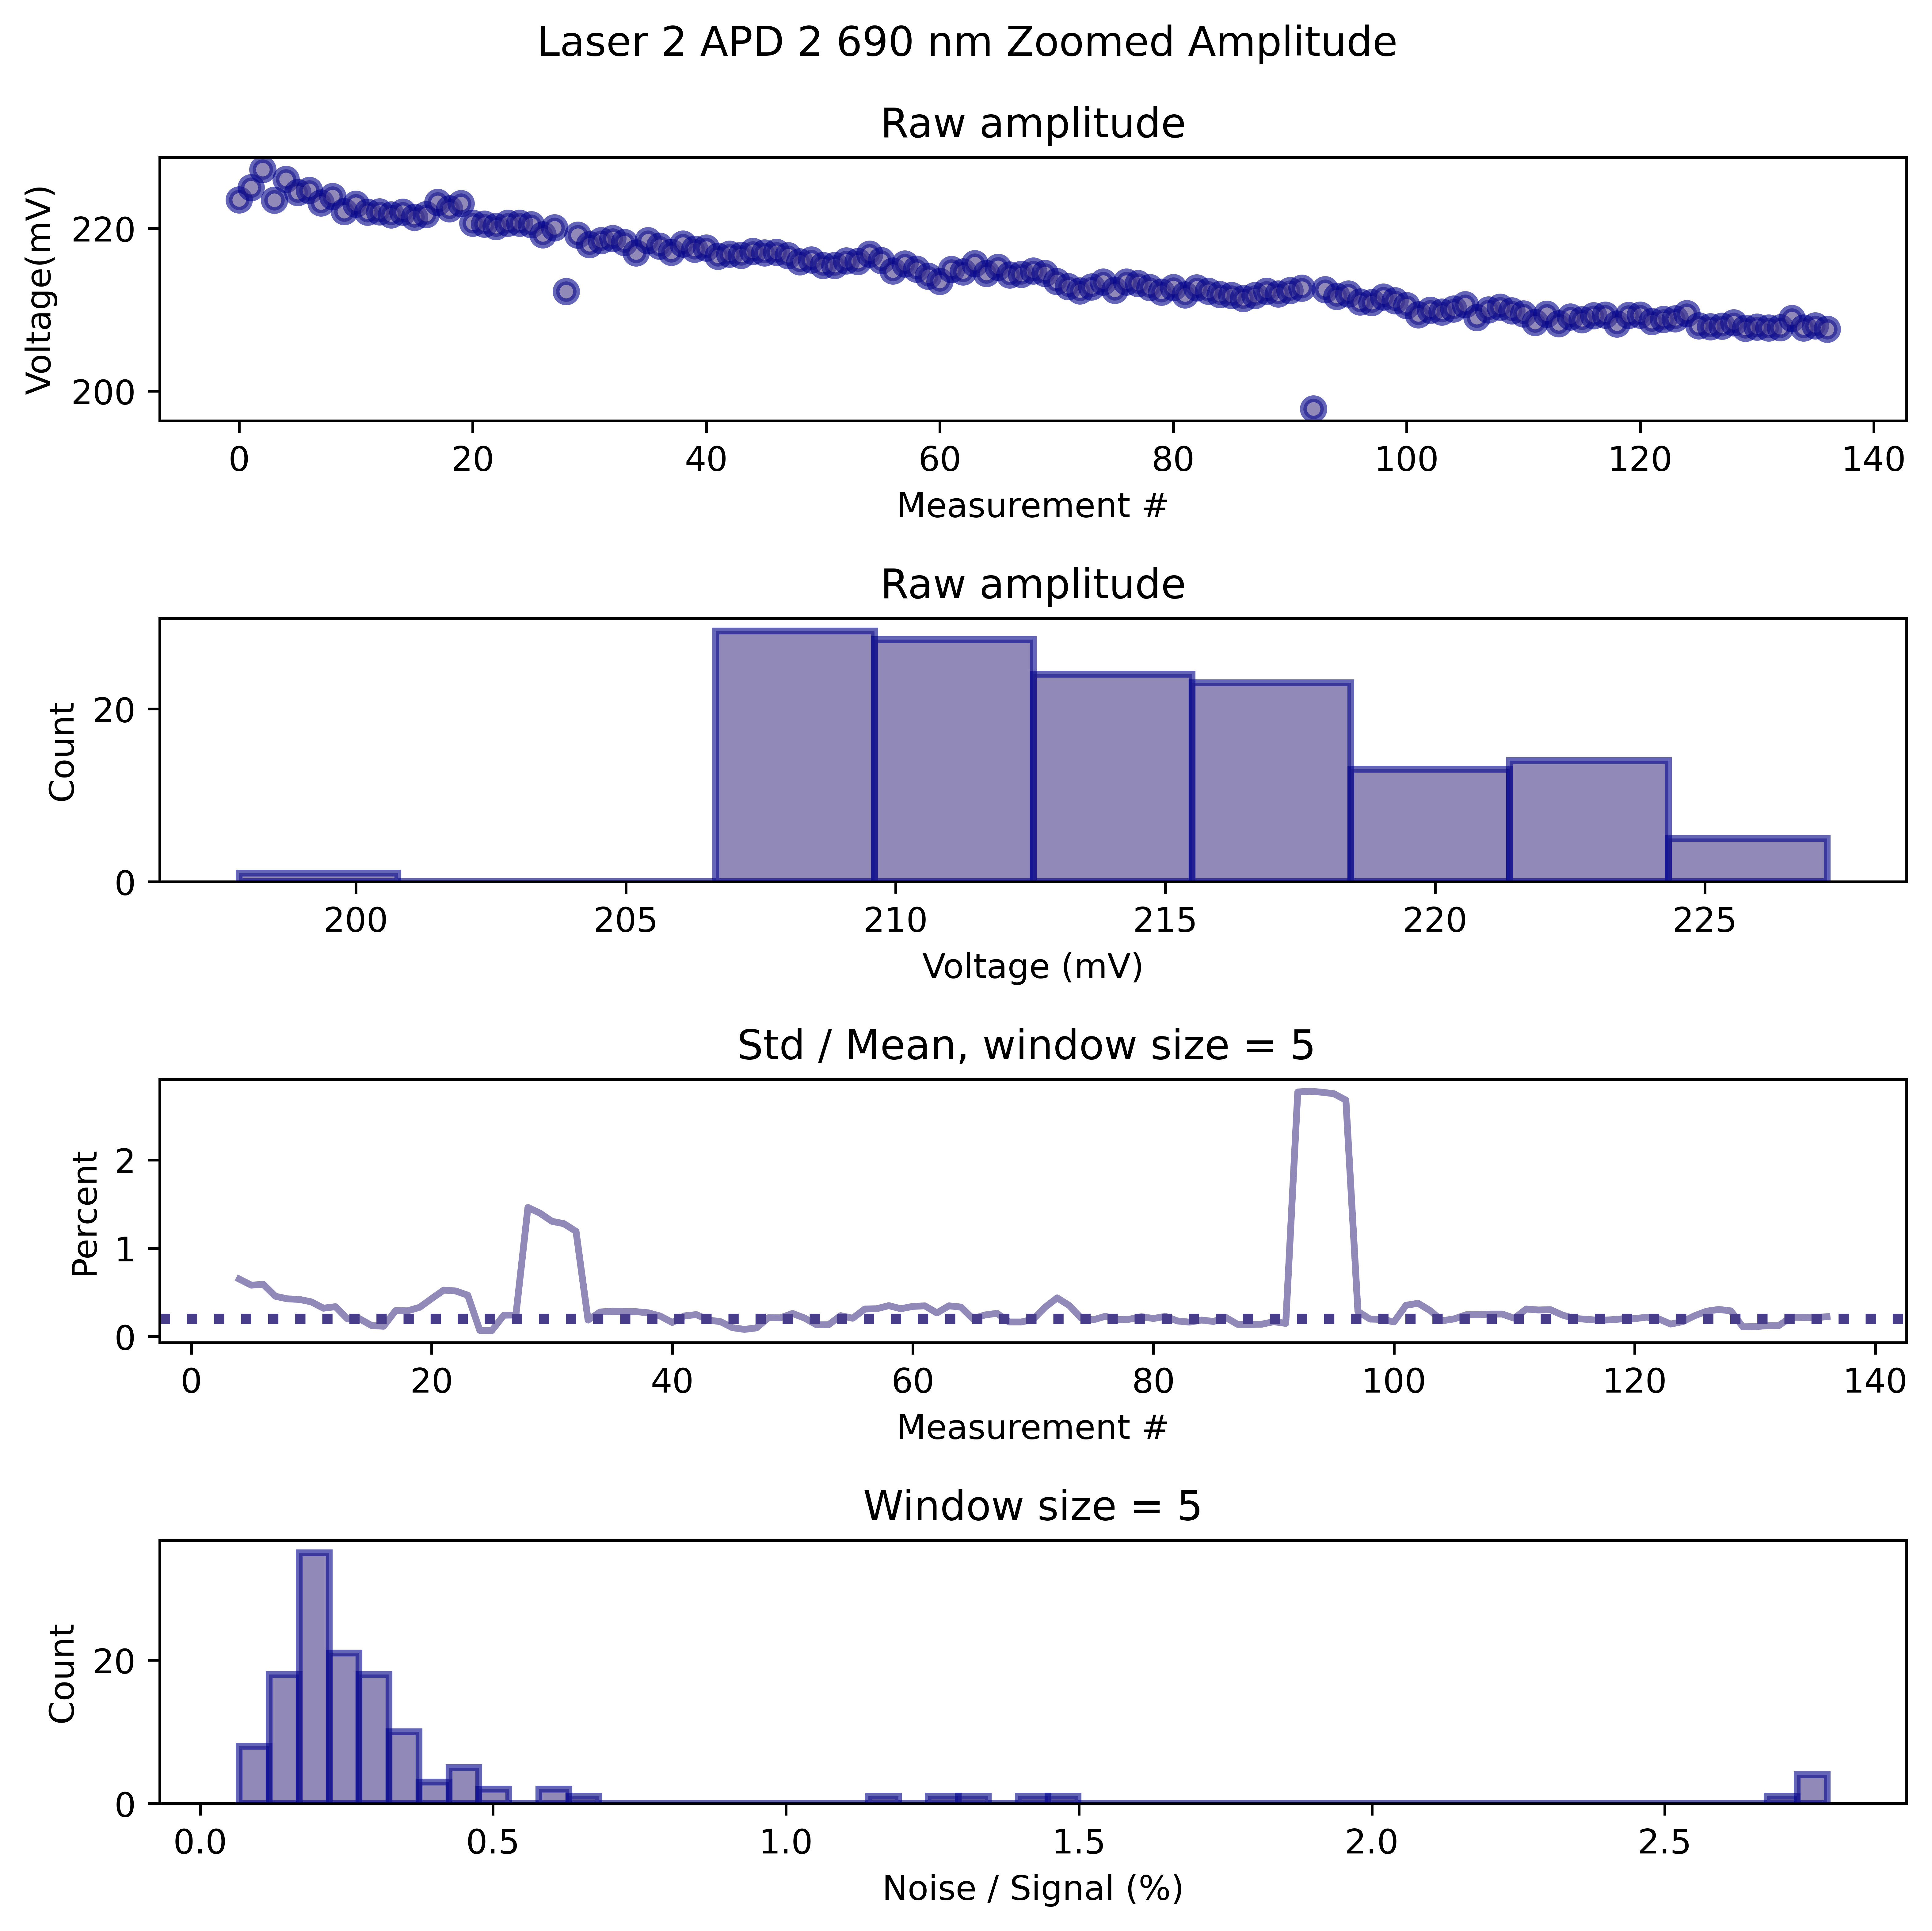 Laser 2 APD 2 690 nm Zoomed Amplitude
Raw amplitude
Voltage(mV)
220
200
0 20 40 60 80 100 120 140
Measurement #
Raw amplitude
Count
20
0
200 205 210 215 220 225
Voltage (mV)
Std / Mean, window size = 5
Percent
2
1
0
0 20 40 60 80 100 120 140
Measurement #
Window size = 5
Count
20
0
0.0 0.5 1.0 1.5 2.0 2.5
Noise / Signal (%)